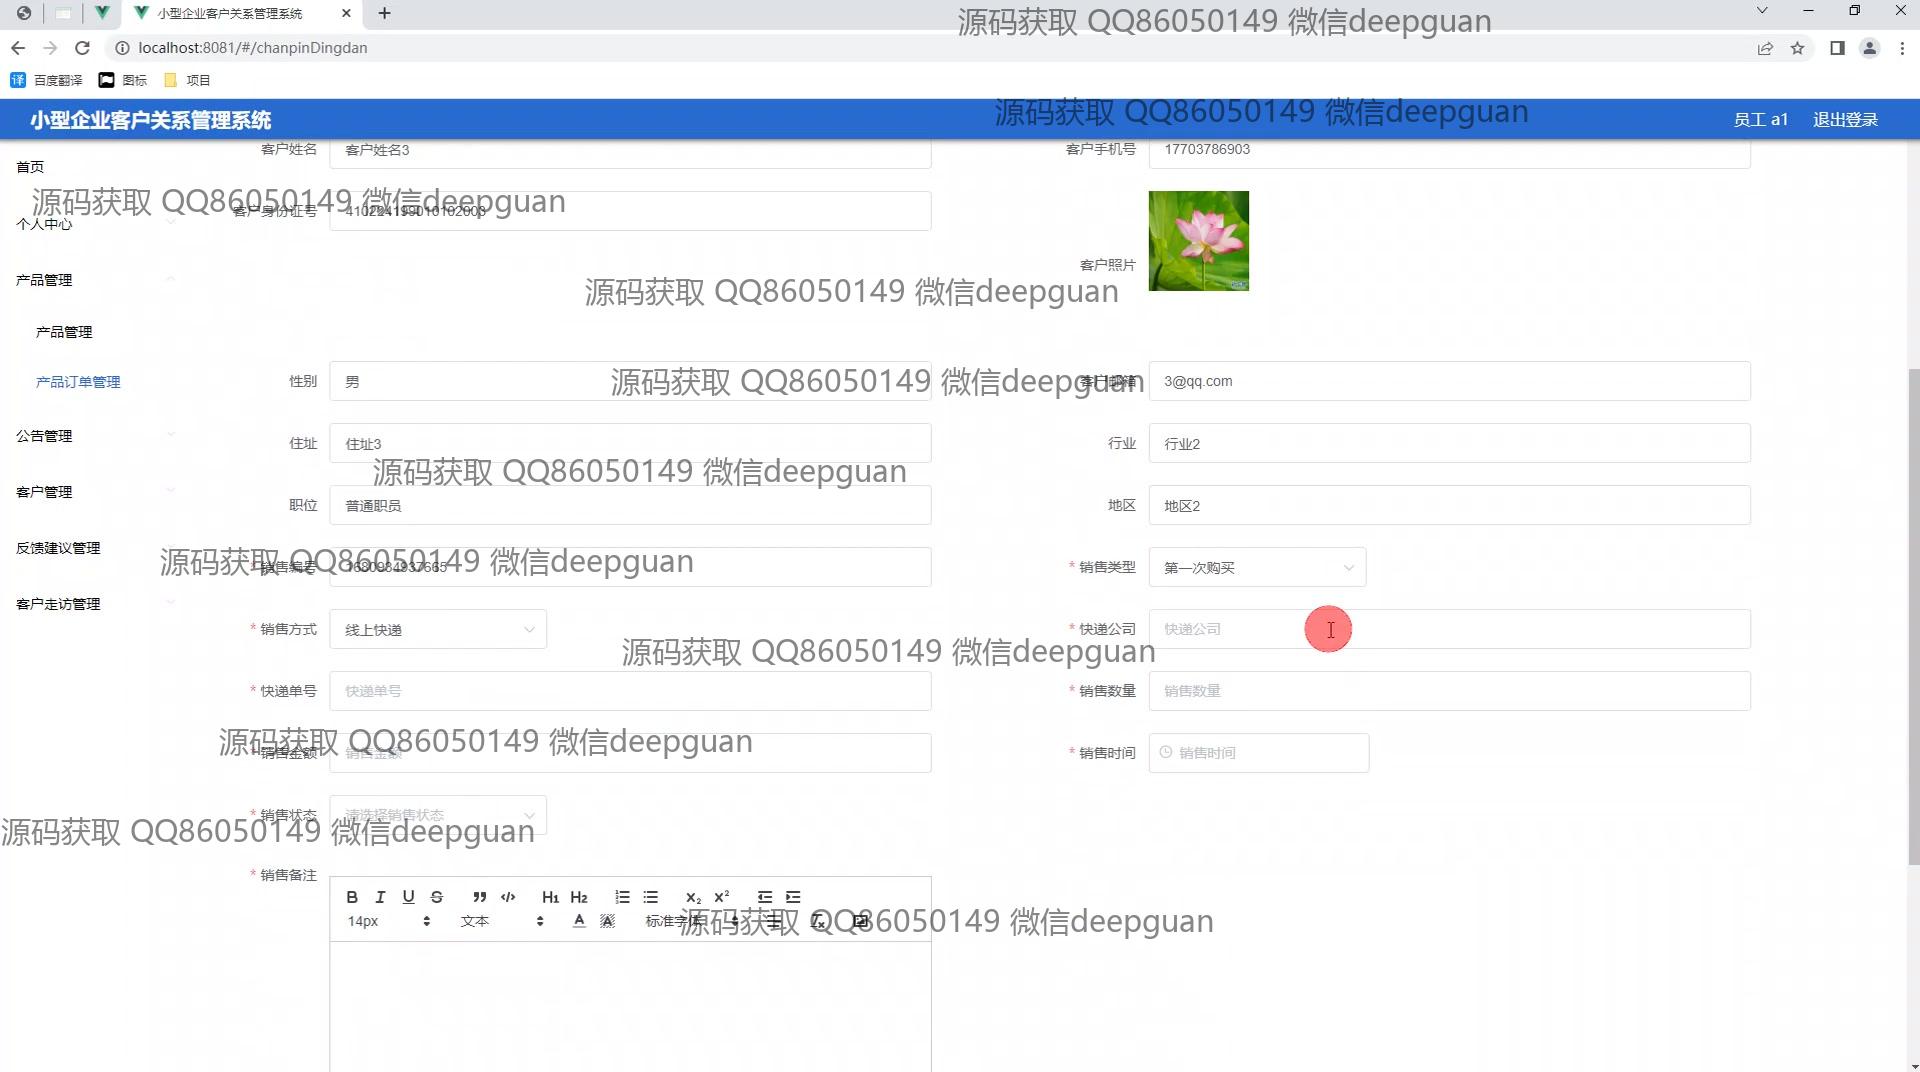 小型企业客户关系管理系统
源码获取 QQ86050149 微信deepguan
localhost:8081/#/chanpinDingdan
译 百度翻译 图标 项目
小型企业客户关系管理系统
源码获取 QQ86050149 微信deepguan
员工 a1 退出登录
客户姓名 客户姓名3 客户手机号 17703786903
首页
源码获取 QQ86050149 微信deepguan
客户身份证号 410224199010102003
个人中心
客户照片
产品管理
源码获取 QQ86050149 微信deepguan
产品管理
产品订单管理
性别 男
源码获取 QQ86050149 微信deepguan
客户邮箱 3@qq.com
公告管理
住址 住址3 行业 行业2
源码获取 QQ86050149 微信deepguan
客户管理
职位 普通职员 地区 地区2
反馈建议管理
源码获取 QQ86050149 微信deepguan
* 销售编号
* 销售类型 第一次购买
客户走访管理
* 销售方式 线上快递 * 快递公司 快递公司
源码获取 QQ86050149 微信deepguan
* 快递单号 快递单号 * 销售数量 销售数量
源码获取 QQ86050149 微信deepguan
* 销售金额 销售金额 * 销售时间 销售时间
* 销售状态 请选择销售状态
源码获取 QQ86050149 微信deepguan
* 销售备注
B I U S H1 H2 X2 X2
14px 文本 A A 标准字体
源码获取 QQ86050149 微信deepguan